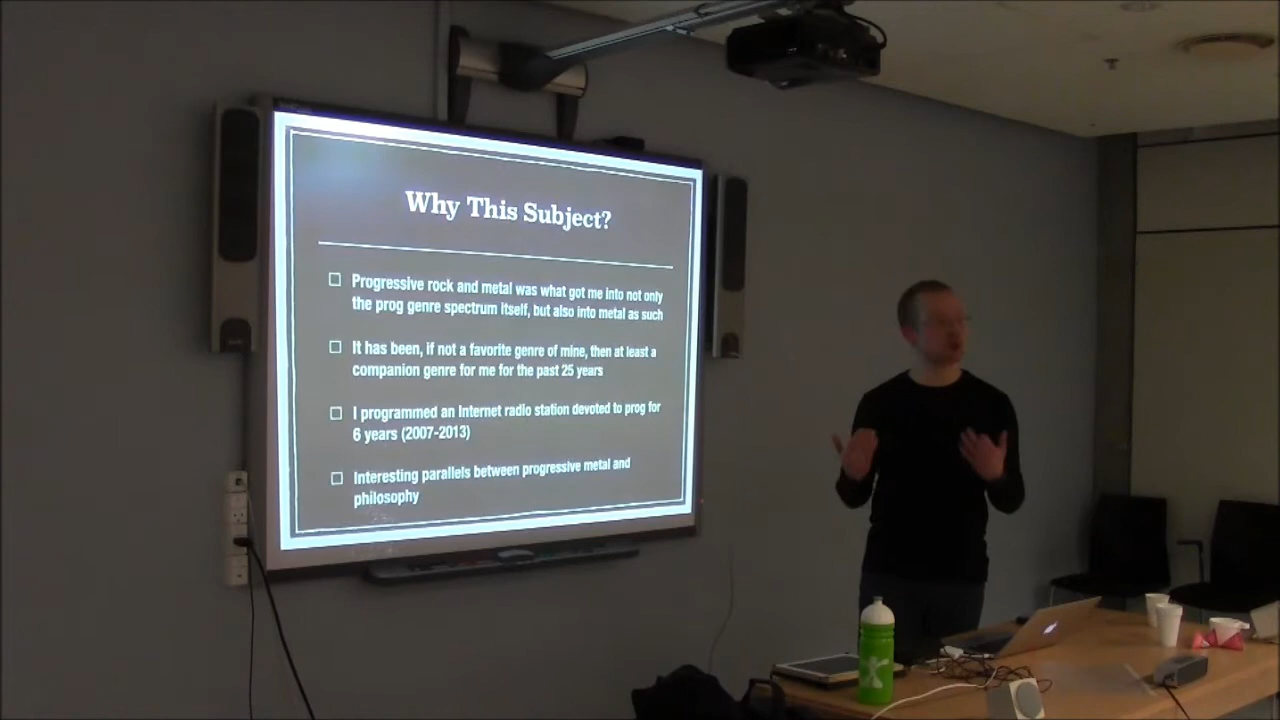 Why This Subject?
Progressive rock and metal was what got me into not only
the prog genre spectrum itself, but also into metal as such
It has been, if not a favorite genre of mine, then at least a
companion genre for me for the past 25 years
I programmed an Internet radio station devoted to prog for
6 years (2007-2013)
Interesting parallels between progressive metal and
philosophy